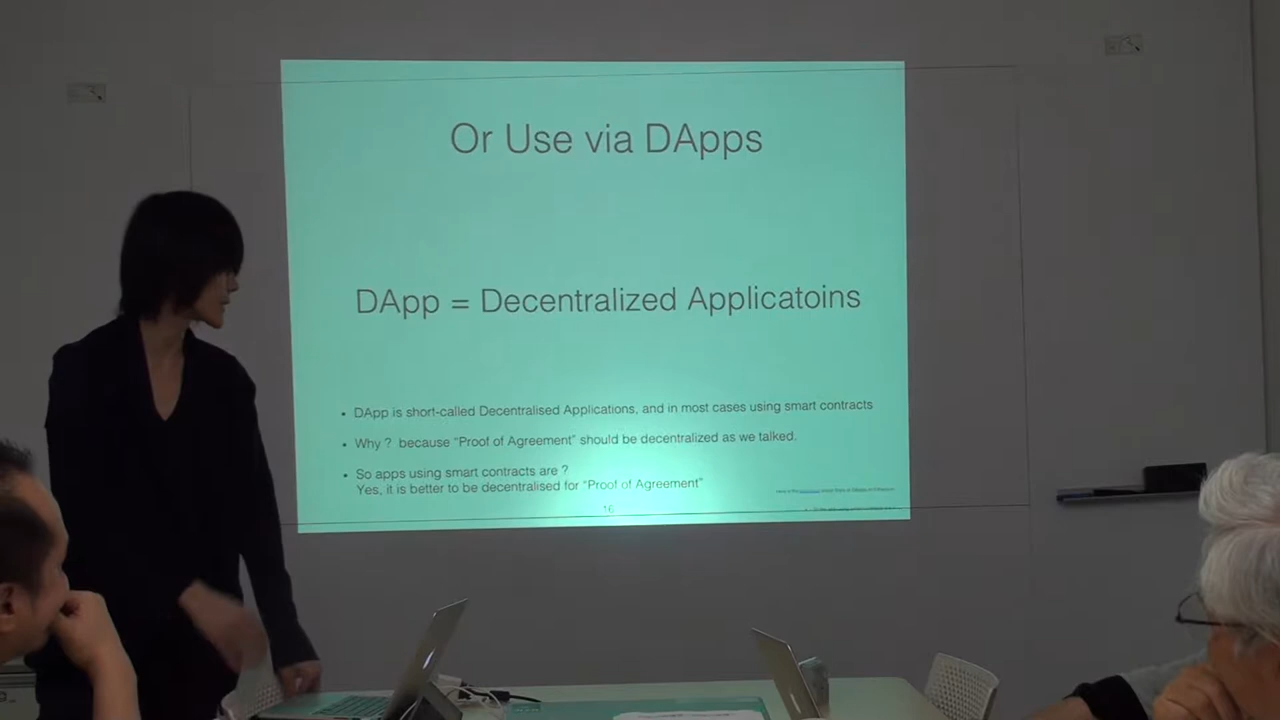 Or Use via DApps
DApp = Decentralized Applicatoins
• DApp is short-called Decentralised Applications, and in most cases using smart contracts
• Why ? because “Proof of Agreement” should be decentralized as we talked.
• So apps using smart contracts are ?
Yes, it is better to be decentralised for “Proof of Agreement”
16